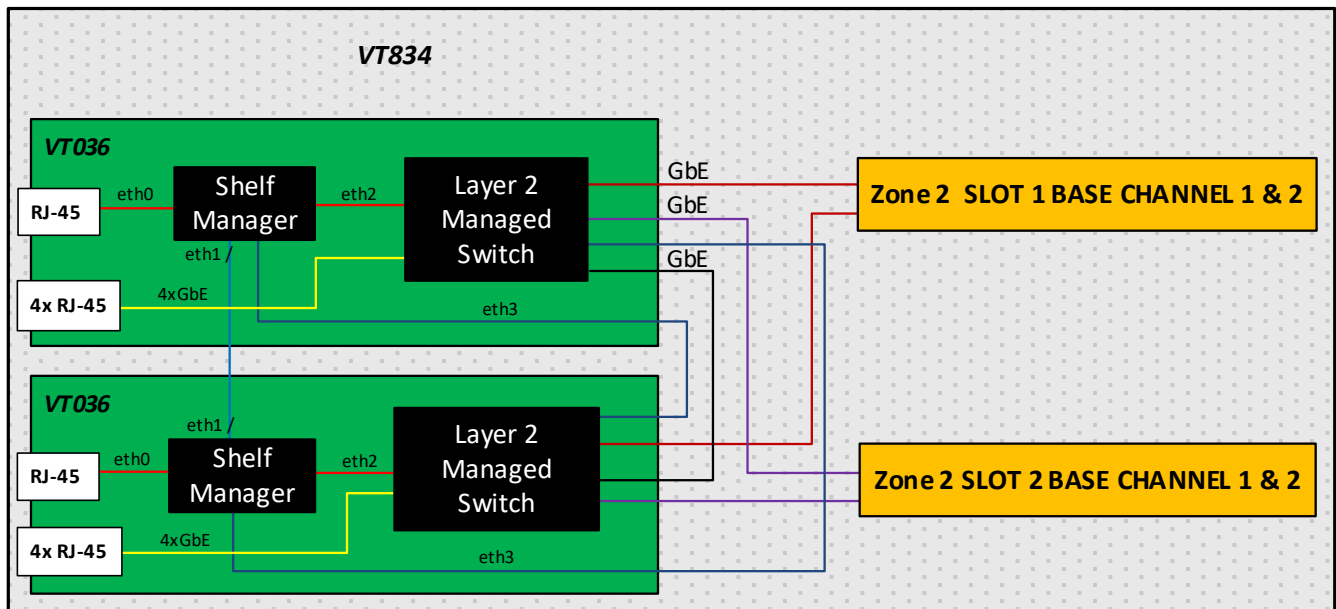 VT834
VT036
RJ-45
eth0
Shelf
Manager
eth2
Layer 2
Managed
Switch
eth1/
4x RJ-45
4xGbE
eth3
GbE
GbE
GbE
Zone 2 SLOT 1 BASE CHANNEL 1 & 2
VT036
eth1/
RJ-45
eth0
Shelf
Manager
eth2
Layer 2
Managed
Switch
4x RJ-45
4xGbE
eth3
Zone 2 SLOT 2 BASE CHANNEL 1 & 2